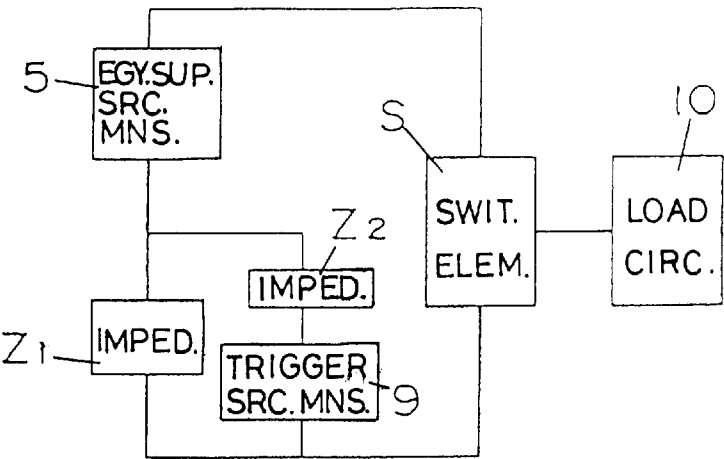 5
EGY.SUP.
SRC.
MNS.
S
10
SWIT.
ELEM.
LOAD
CIRC.
Z2
IMPED.
Z1
IMPED.
TRIGGER
SRC. MNS.
9